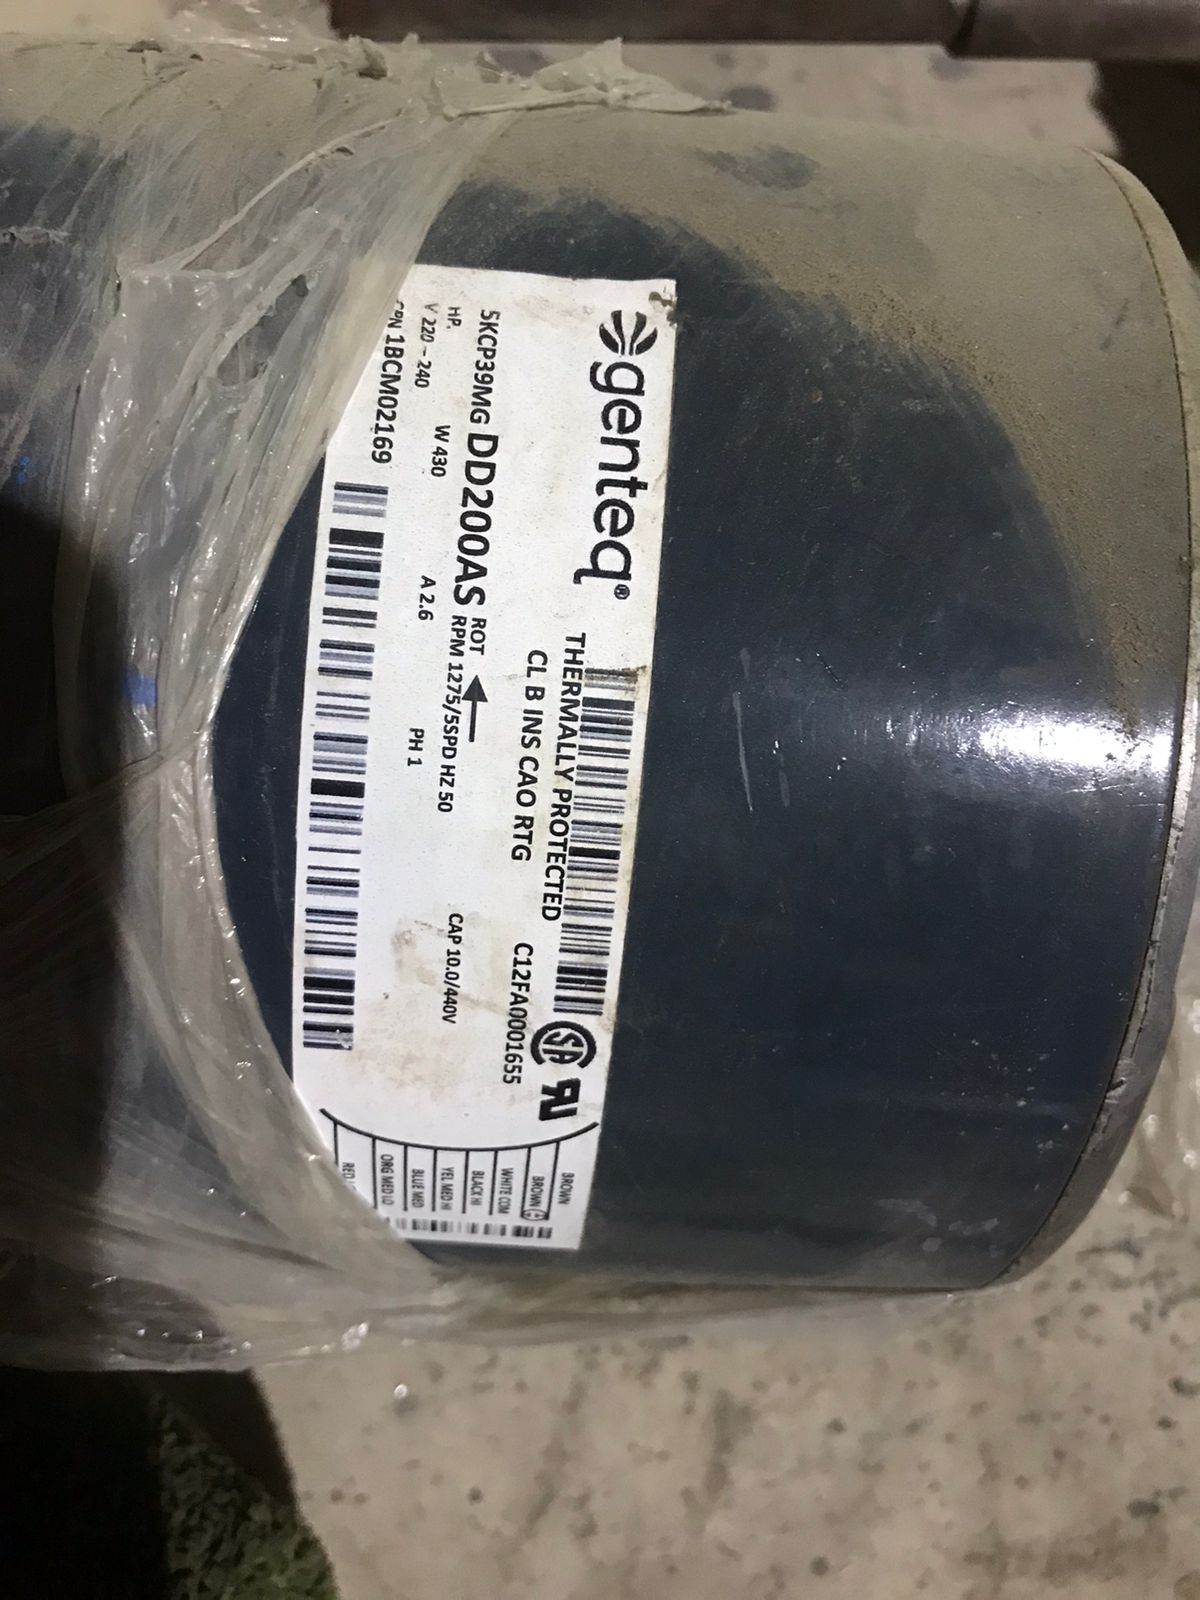 genteq®
THERMALLY PROTECTED
CL B INS CAO RTG C12FA0001655
5KCP39MG DD200AS ROT
HP. RPM 1275/5SPD HZ 50 CAP 10.0/440V
V 220-240 W 430 A 2.6 PH 1
1BCM02169
BROWN
BROWN
WHITE COM
BLACK HI
YEL MED HI
BLUE MED
ORG MED LO
RED